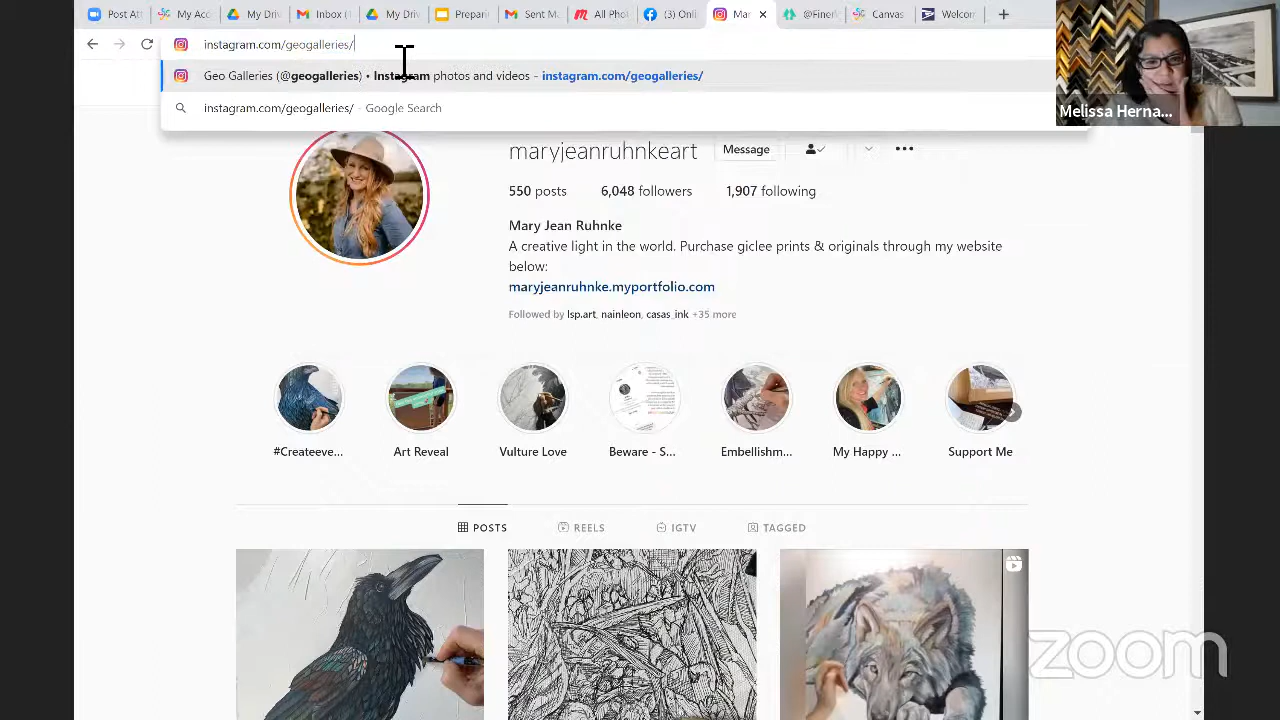 Post Att
My Acc
My Driv
Inbox (1
My Driv
Preparin
Sent Ma
All Phot
(3) Onli
Mar
@Finerl
Canvas
Welcom
instagram.com/geogalleries/
Geo Galleries (@geogalleries) • Instagram photos and videos - instagram.com/geogalleries/
instagram.com/geogalleries/ - Google Search
Melissa Herna...
maryjeanruhnkeart
Message
550 posts 6,048 followers 1,907 following
Mary Jean Ruhnke
A creative light in the world. Purchase giclee prints & originals through my website
below:
maryjeanruhnke.myportfolio.com
Followed by lsp.art, nainleon, casas_ink +35 more
#Createeve...
Art Reveal
Vulture Love
Beware - S...
Embellishm...
My Happy ...
Support Me
POSTS
REELS
IGTV
TAGGED
zoom